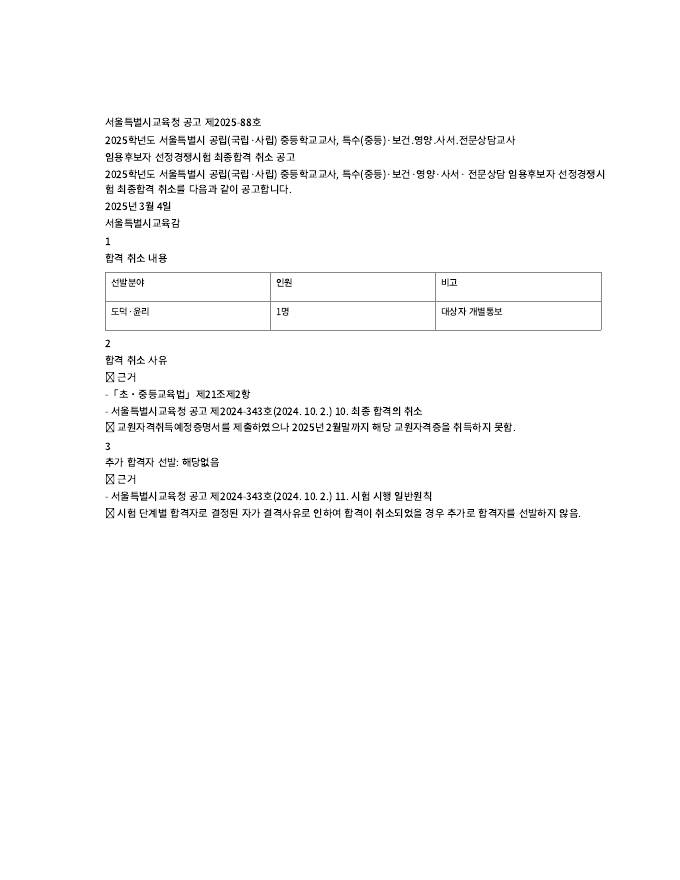 서울특별시교육청 공고 제2025-88호
2025학년도 서울특별시 공립(국립·사립) 중등학교교사, 특수(중등)·보건.영양.사서.전문상담교사
임용후보자 선정경쟁시험 최종합격 취소 공고
2025학년도 서울특별시 공립(국립·사립) 중등학교교사, 특수(중등)·보건·영양·사서· 전문상담 임용후보자 선정경쟁시
험 최종합격 취소를 다음과 같이 공고합니다.
2025년 3월 4일
서울특별시교육감
1
합격 취소 내용
선발분야 인원 비고
도덕·윤리 1명 대상자 개별통보
2
합격 취소 사유
근거
-「초・중등교육법」제21조제2항
- 서울특별시교육청 공고 제2024-343호(2024. 10. 2.) 10. 최종 합격의 취소
교원자격취득예정증명서를 제출하였으나 2025년 2월말까지 해당 교원자격증을 취득하지 못함.
3
추가 합격자 선발: 해당없음
근거
- 서울특별시교육청 공고 제2024-343호(2024. 10. 2.) 11. 시험 시행 일반원칙
시험 단계별 합격자로 결정된 자가 결격사유로 인하여 합격이 취소되었을 경우 추가로 합격자를 선발하지 않음.